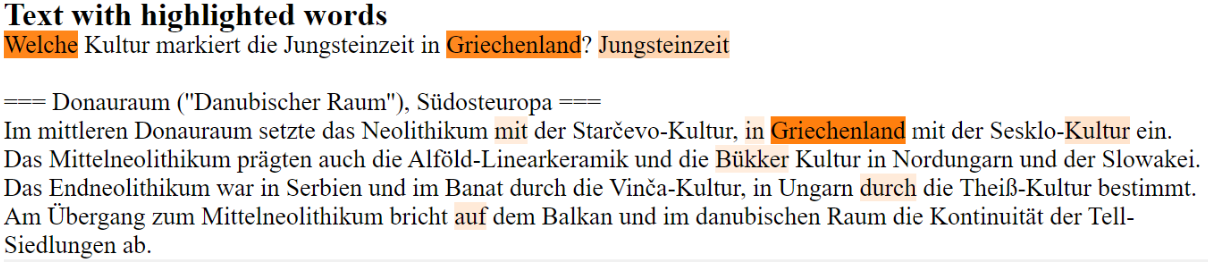 Text with highlighted words
Welche Kultur markiert die Jungsteinzeit in Griechenland? Jungsteinzeit
=== Donauraum ("Danubischer Raum"), Südosteuropa ===
Im mittleren Donauraum setzte das Neolithikum mit der Starčevo-Kultur, in Griechenland mit der Sesklo-Kultur ein.
Das Mittelneolithikum prägten auch die Alföld-Linearkeramik und die Bükker Kultur in Nordungarn und der Slowakei.
Das Endneolithikum war in Serbien und im Banat durch die Vinča-Kultur, in Ungarn durch die Theiß-Kultur bestimmt.
Am Übergang zum Mittelneolithikum bricht auf dem Balkan und im danubischen Raum die Kontinuität der Tell-
Siedlungen ab.